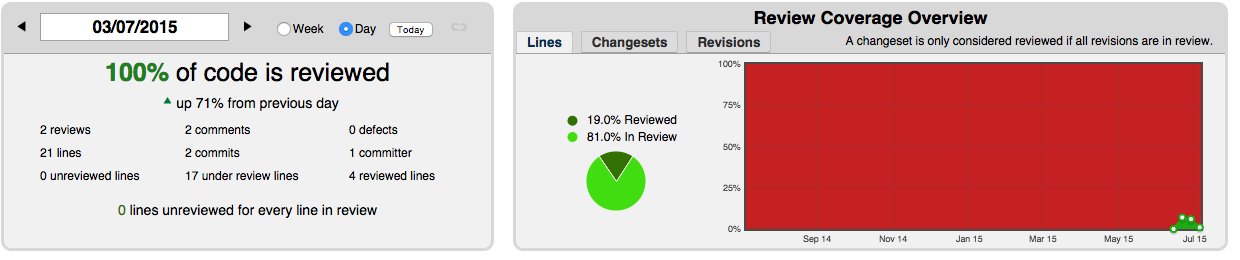 03/07/2015
Week
Day
Today
100% of code is reviewed
up 71% from previous day
2 reviews 2 comments 0 defects
21 lines 2 commits 1 committer
0 unreviewed lines 17 under review lines 4 reviewed lines
0 lines unreviewed for every line in review
Review Coverage Overview
Lines Changesets Revisions
A changeset is only considered reviewed if all revisions are in review.
19.0% Reviewed
81.0% In Review
100%
75%
50%
25%
0%
Sep 14 Nov 14 Jan 15 Mar 15 May 15 Jul 15